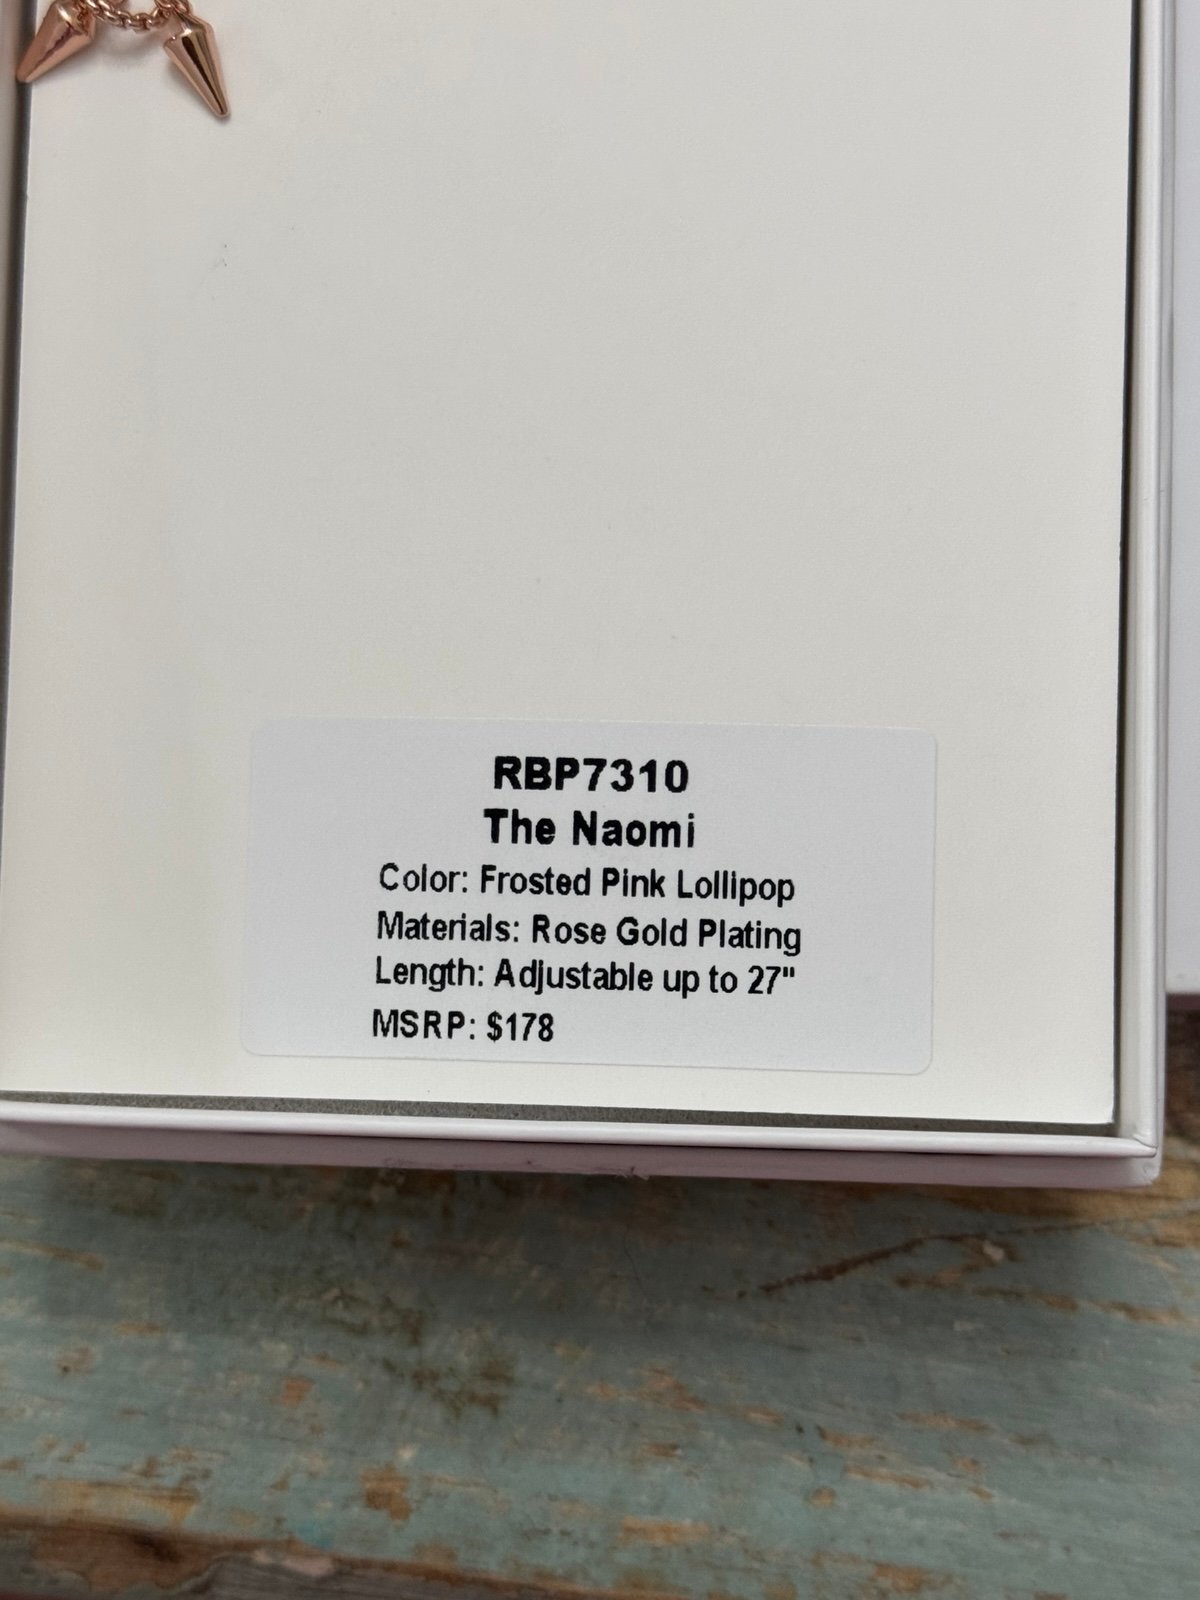 RBP7310
The Naomi
Color: Frosted Pink Lollipop
Materials: Rose Gold Plating
Length: Adjustable up to 27"
MSRP: $178